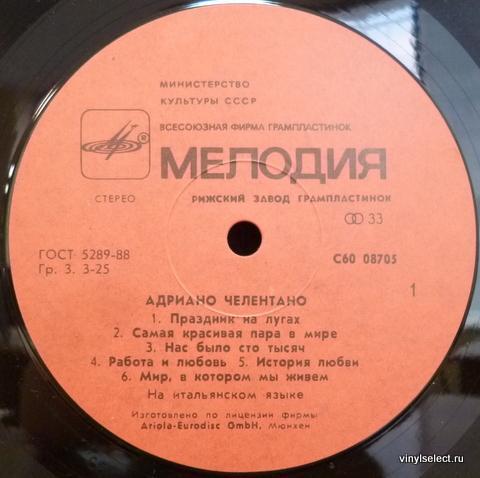 МИНИСТЕРСТВО
КУЛЬТУРЫ СССР
ВСЕСОЮЗНАЯ ФИРМА ГРАМПЛАСТИНОК
®
МЕЛОДИЯ
СТЕРЕО
РИЖСКИЙ ЗАВОД ГРАМПЛАСТИНОК
33
ГОСТ 5289-88
Гр. 3. 3-25
С60 08705
1
АДРИАНО ЧЕЛЕНТАНО
1. Праздник на лугах
2. Самая красивая пара в мире
3. Нас было сто тысяч
4. Работа и любовь 5. История любви
6. Мир, в котором мы живем
На итальянском языке
Изготовлено по лицензии фирмы
Ariola-Eurodisc GmbH, Мюнхен
vinylselect.ru